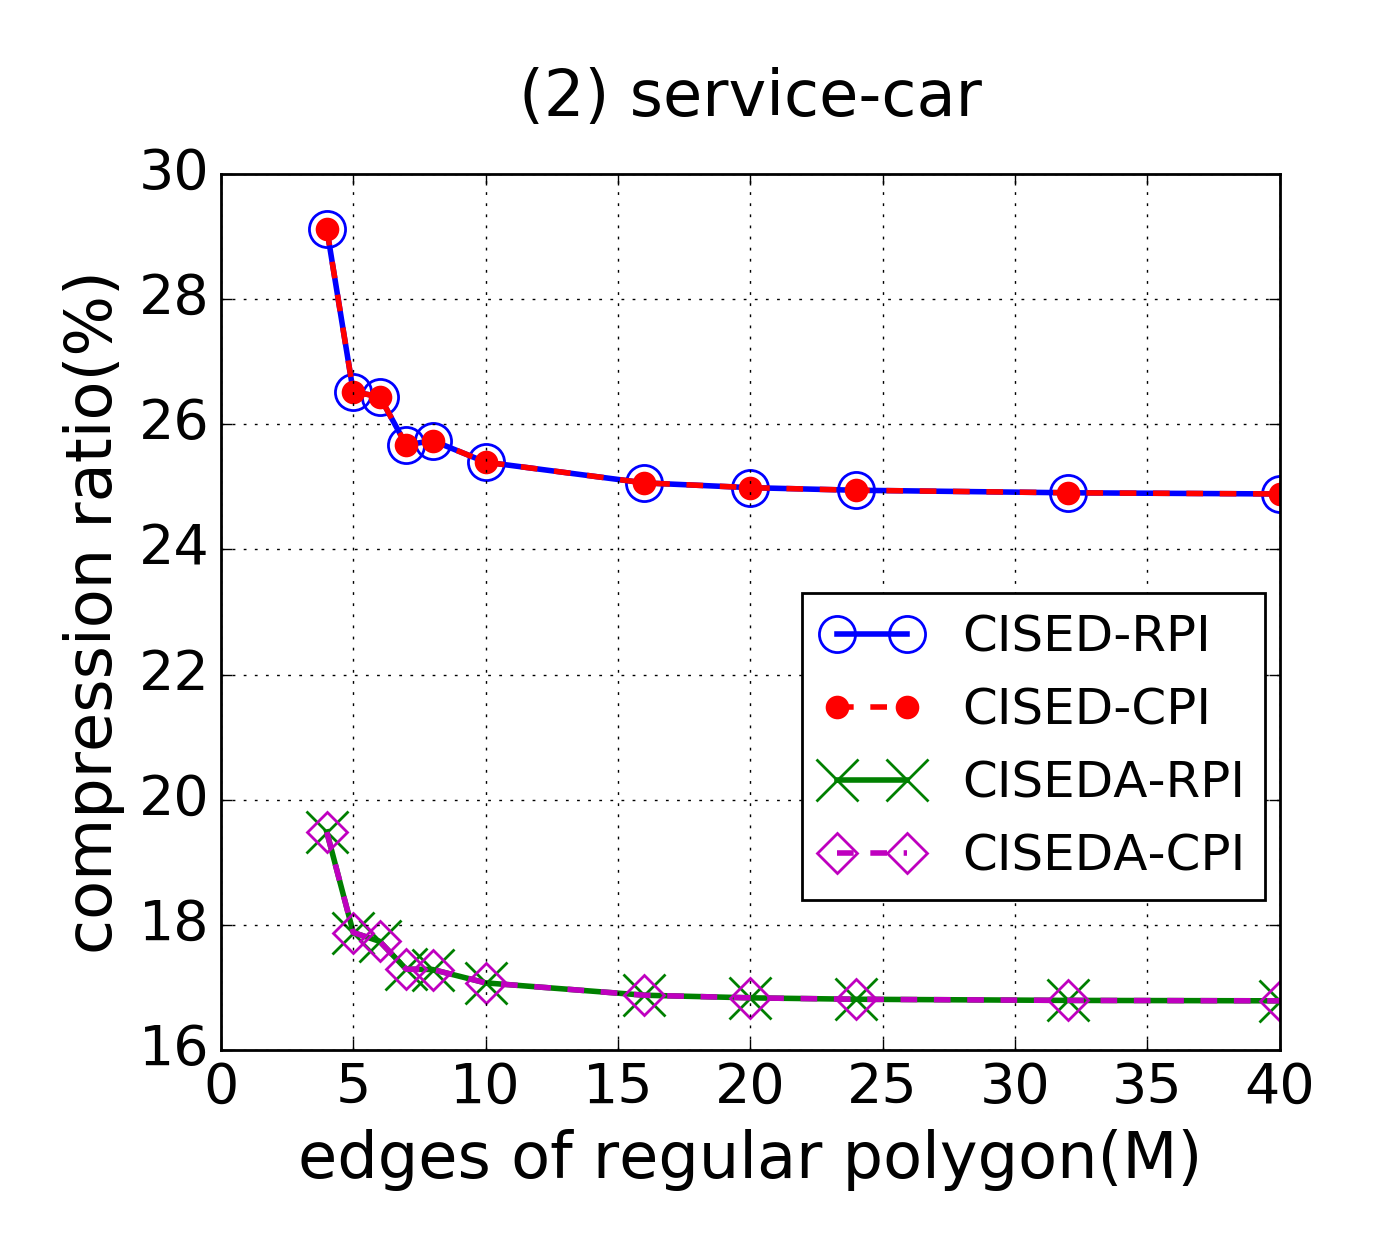 (2) service-car
compression ratio(%)
30
28
26
24
22
20
18
16
CISED-RPI
CISED-CPI
CISEDA-RPI
CISEDA-CPI
0 5 10 15 20 25 30 35 40
edges of regular polygon(M)